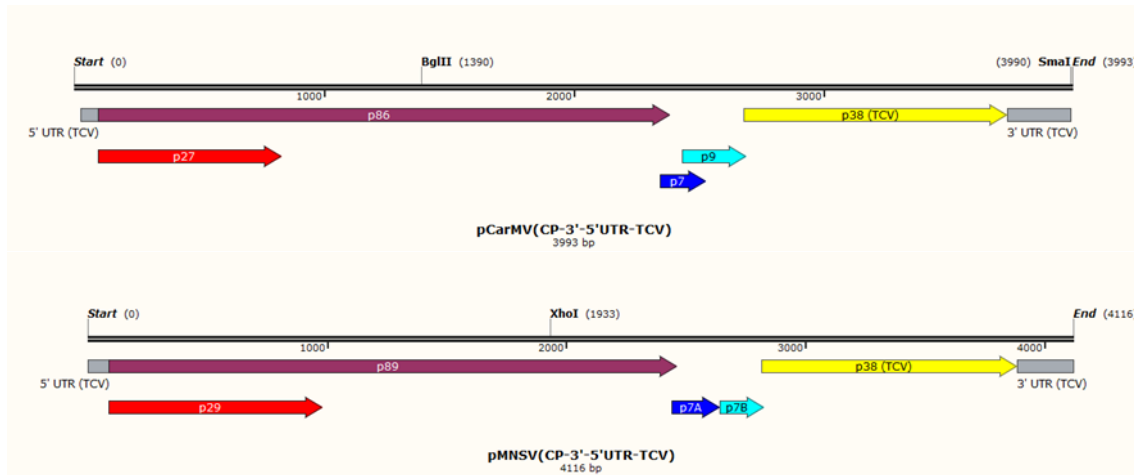 Start (0) BglII (1390) (3990) SmaI End (3993)
1000 2000 3000
p86 p38 (TCV)
5' UTR (TCV) 3' UTR (TCV)
p27 p9
p7
pCarMV(CP-3'-5'UTR-TCV)
3993 bp
Start (0) XhoI (1933) End (4116)
1000 2000 3000 4000
p89 p38 (TCV)
5' UTR (TCV) 3' UTR (TCV)
p29 p7A p7B
pMNSV(CP-3'-5'UTR-TCV)
4116 bp